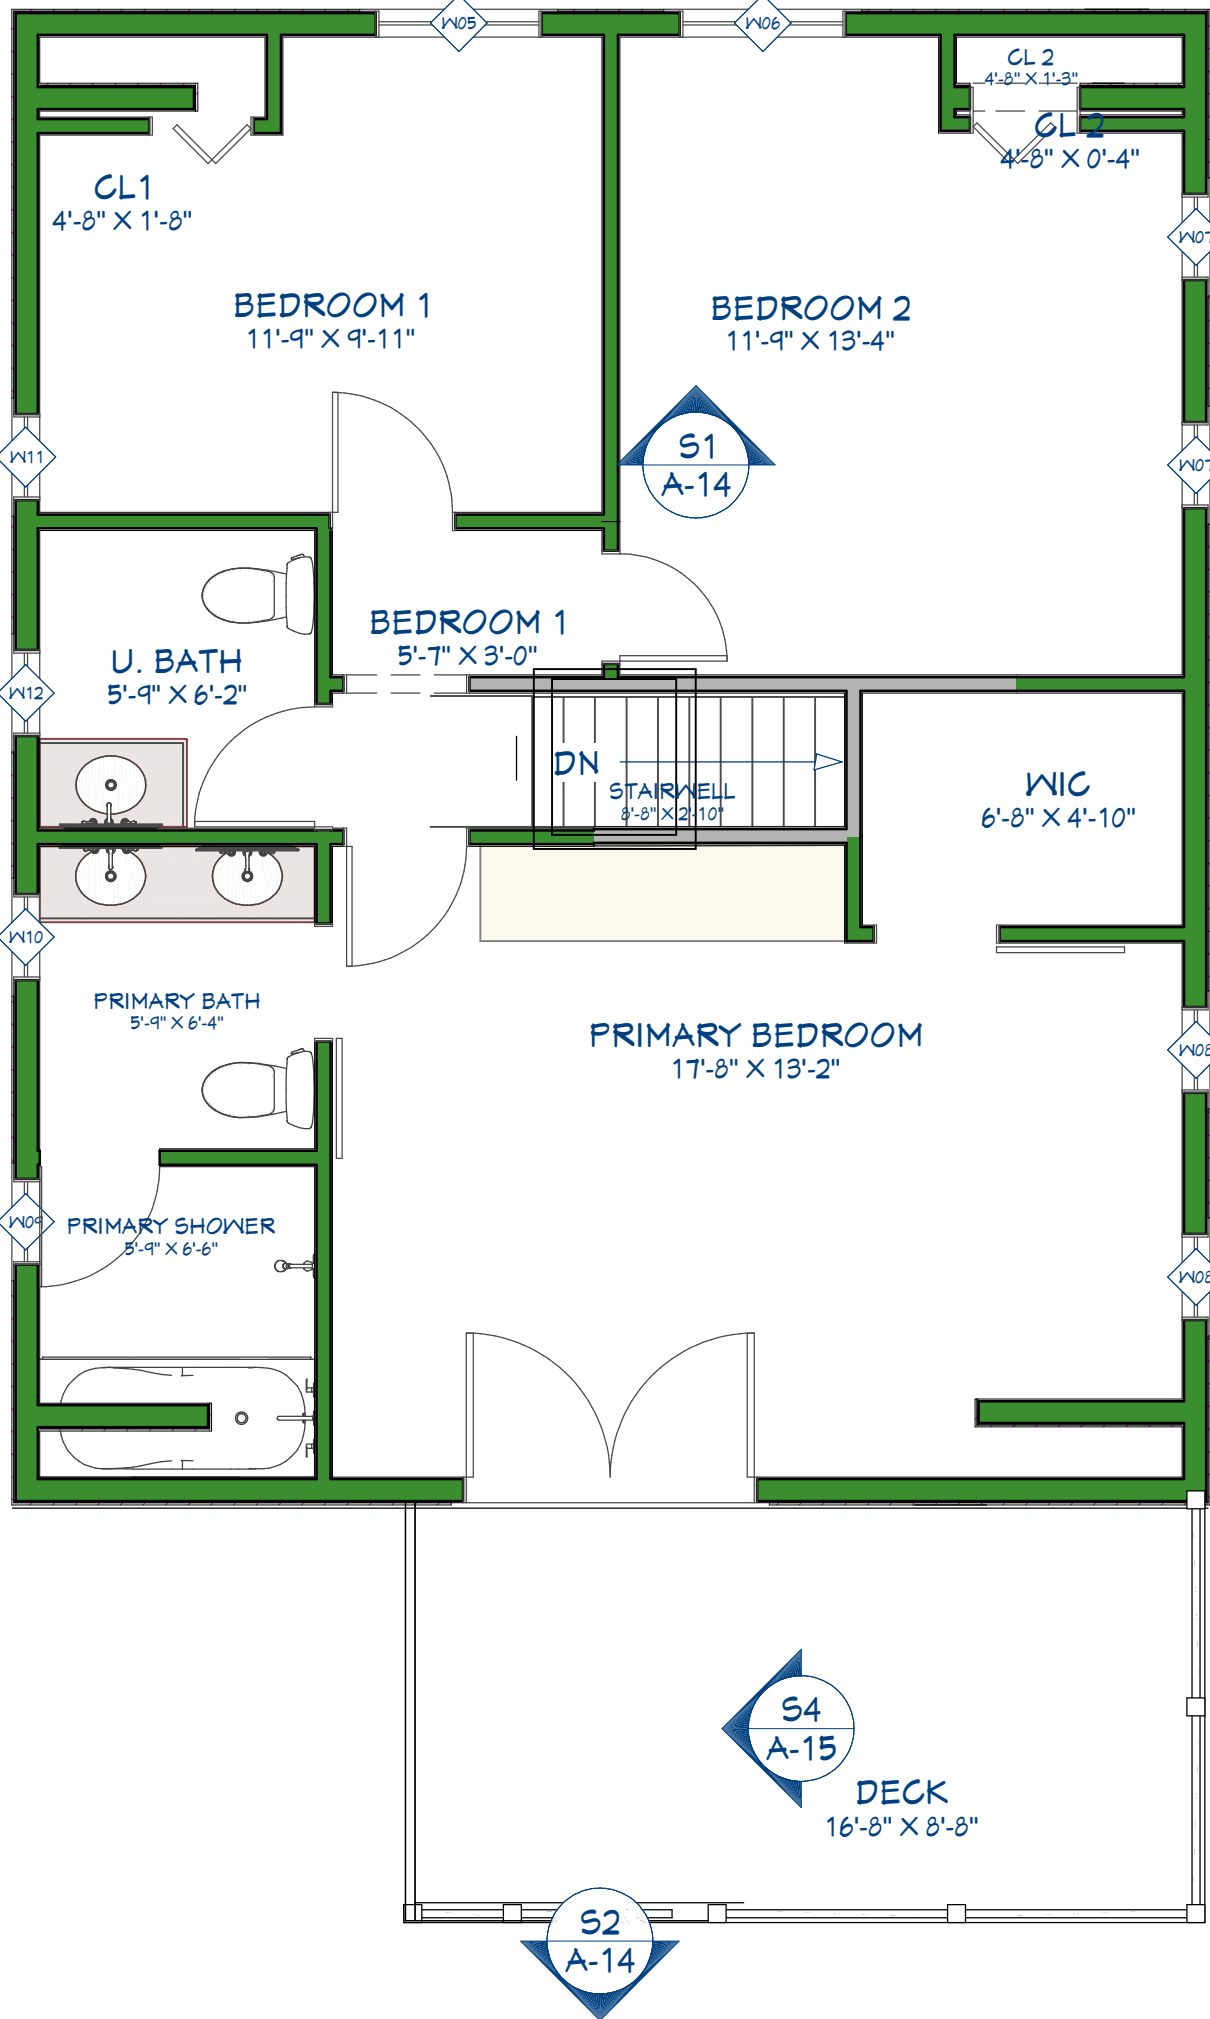 W05
W06
CL 2
4'-8" X 1'-3"
CL 2
4'-8" X 0'-4"
CL1
4'-8" X 1'-8"
W07
BEDROOM 1
11'-9" X 9'-11"
BEDROOM 2
11'-9" X 13'-4"
S1
A-14
W11
W07
BEDROOM 1
5'-7" X 3'-0"
U. BATH
5'-9" X 6'-2"
W12
DN
STAIRWELL
8'-8" X 2'-10"
WIC
6'-8" X 4'-10"
W10
PRIMARY BATH
5'-9" X 6'-4"
PRIMARY BEDROOM
17'-8" X 13'-2"
W08
W09
PRIMARY SHOWER
5'-9" X 6'-6"
W08
S4
A-15
DECK
16'-8" X 8'-8"
S2
A-14